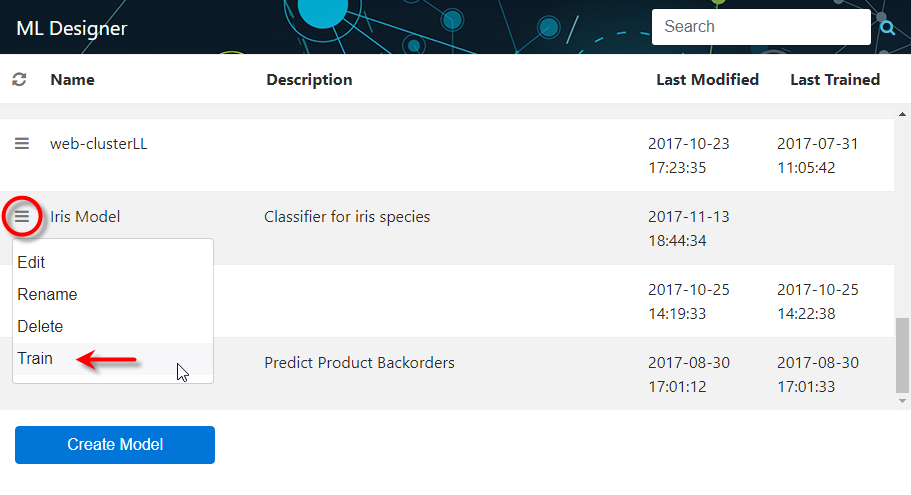 ML Designer
Search
Name Description Last Modified Last Trained
web-clusterLL 2017-10-23 2017-07-31
17:23:35 11:05:42
Iris Model Classifier for iris species 2017-11-13
18:44:34
Edit
Rename 2017-10-25 2017-10-25
14:19:33 14:22:38
Delete
Train Predict Product Backorders 2017-08-30 2017-08-30
17:01:12 17:01:33
Create Model